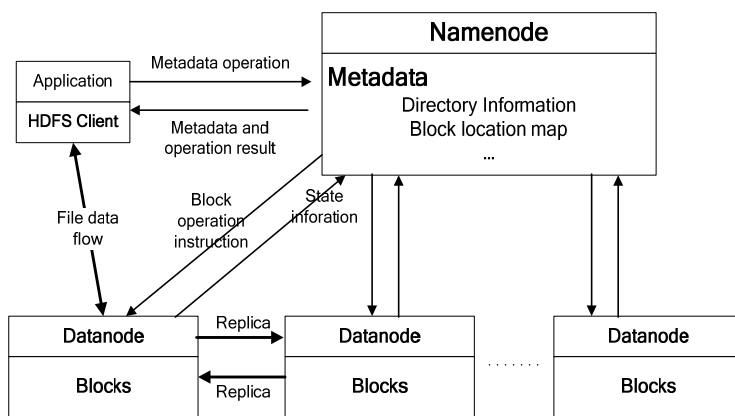 Namenode
Metadata
Directory Information
Block location map
...
Application
HDFS Client
Metadata operation
Metadata and
operation result
Block
operation
instruction
State
inforation
File data
flow
Datanode
Blocks
Replica
Replica
Datanode
Blocks
.......
Datanode
Blocks